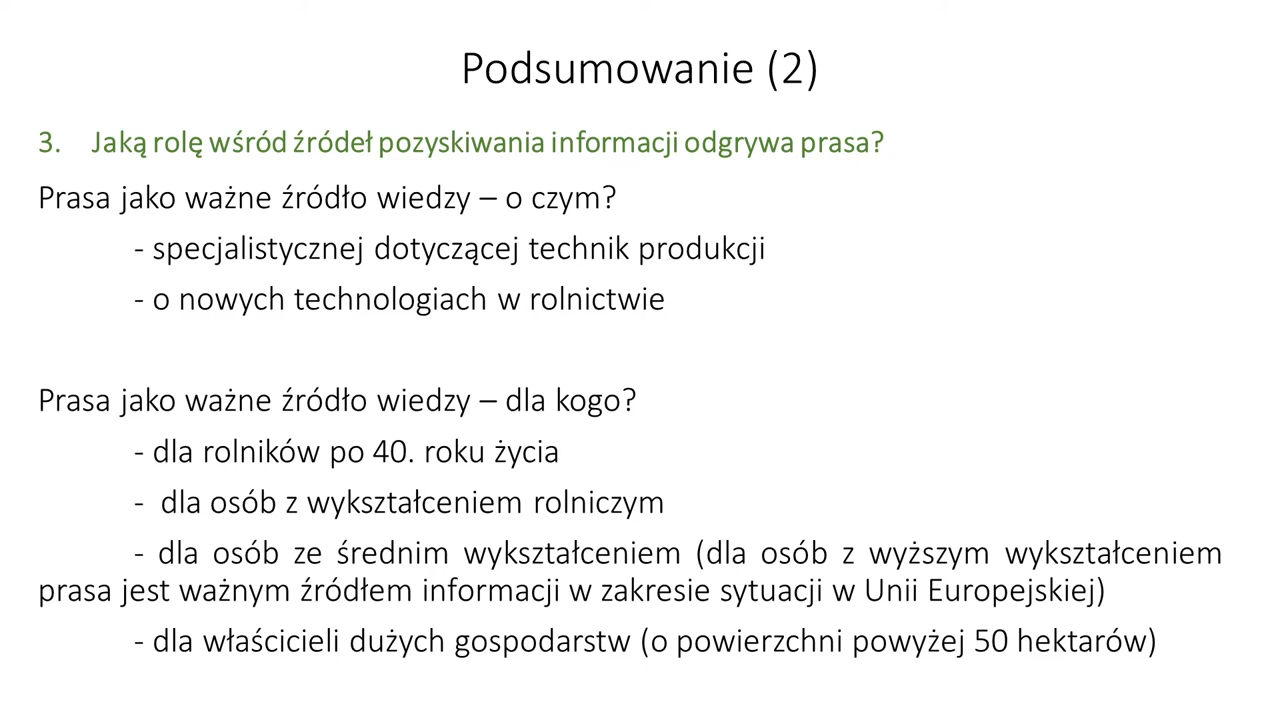 Podsumowanie (2)
3. Jaką rolę wśród źródeł pozyskiwania informacji odgrywa prasa?
Prasa jako ważne źródło wiedzy – o czym?
- specjalistycznej dotyczącej technik produkcji
- o nowych technologiach w rolnictwie
Prasa jako ważne źródło wiedzy – dla kogo?
- dla rolników po 40. roku życia
- dla osób z wykształceniem rolniczym
- dla osób ze średnim wykształceniem (dla osób z wyższym wykształceniem
prasa jest ważnym źródłem informacji w zakresie sytuacji w Unii Europejskiej)
- dla właścicieli dużych gospodarstw (o powierzchni powyżej 50 hektarów)